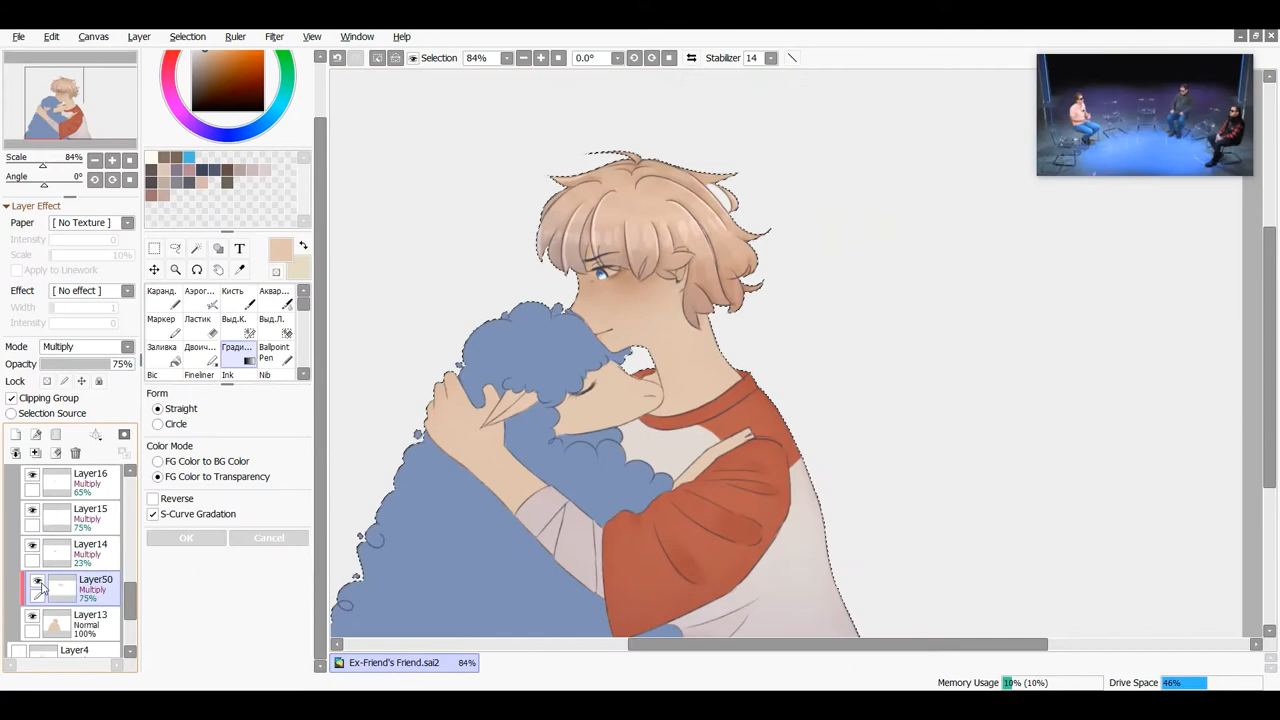 File Edit Canvas Layer Selection Ruler Filter View Window Help
Selection 84% 0.0° Stabilizer 14
Scale 84%
Angle 0°
Layer Effect
Paper [ No Texture ]
Intensity 0
Scale 10%
Apply to Linework
Effect [ No effect ]
Width 1
Intensity
Mode Multiply
Opacity 75%
Lock
Clipping Group
Selection Source
Layer16
Multiply
65%
Layer15
Multiply
75%
Layer14
Multiply
23%
Layer50
Multiply
75%
Layer13
Normal
100%
Layer4
T
Каранд. Аэрог... Кисть Аквар...
Маркер Ластик Выд.К. Выд.Л.
Заливка Двоич... Гради... Ballpoint Pen
Bic Fineliner Ink Nib
Form
Straight
Circle
Color Mode
FG Color to BG Color
FG Color to Transparency
Reverse
S-Curve Gradation
OK Cancel
Ex-Friend's Friend.sai2 84%
Memory Usage 10% (10%) Drive Space 46%